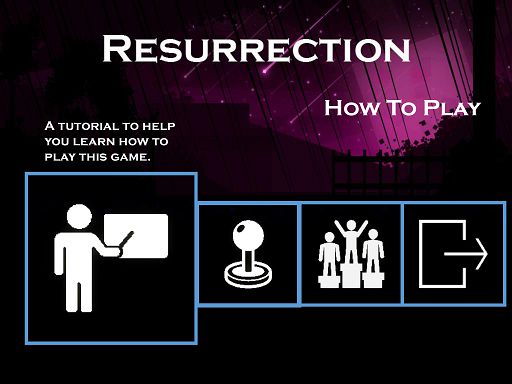 Resurrection
How To Play
A tutorial to help
you learn how to
play this game.